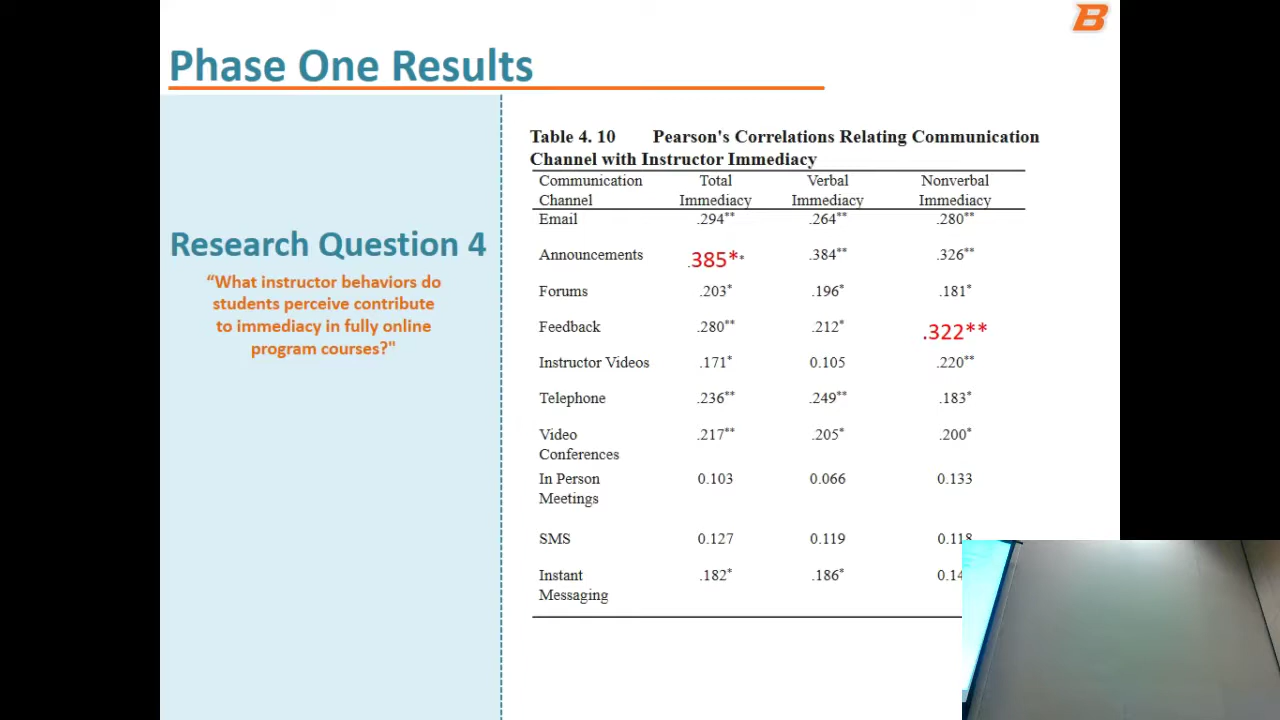 B
Phase One Results
Research Question 4
“What instructor behaviors do
students perceive contribute
to immediacy in fully online
program courses?"
Table 4. 10 Pearson's Correlations Relating Communication
Channel with Instructor Immediacy
Communication Total Verbal Nonverbal
Channel Immediacy Immediacy Immediacy
Email .294** .264** .280**
Announcements .385** .384** .326**
Forums .203* .196* .181*
Feedback .280** .212* .322**
Instructor Videos .171* 0.105 .220**
Telephone .236** .249** .183*
Video .217** .205* .200*
Conferences
In Person 0.103 0.066 0.133
Meetings
SMS 0.127 0.119 0.118
Instant .182* .186*
Messaging